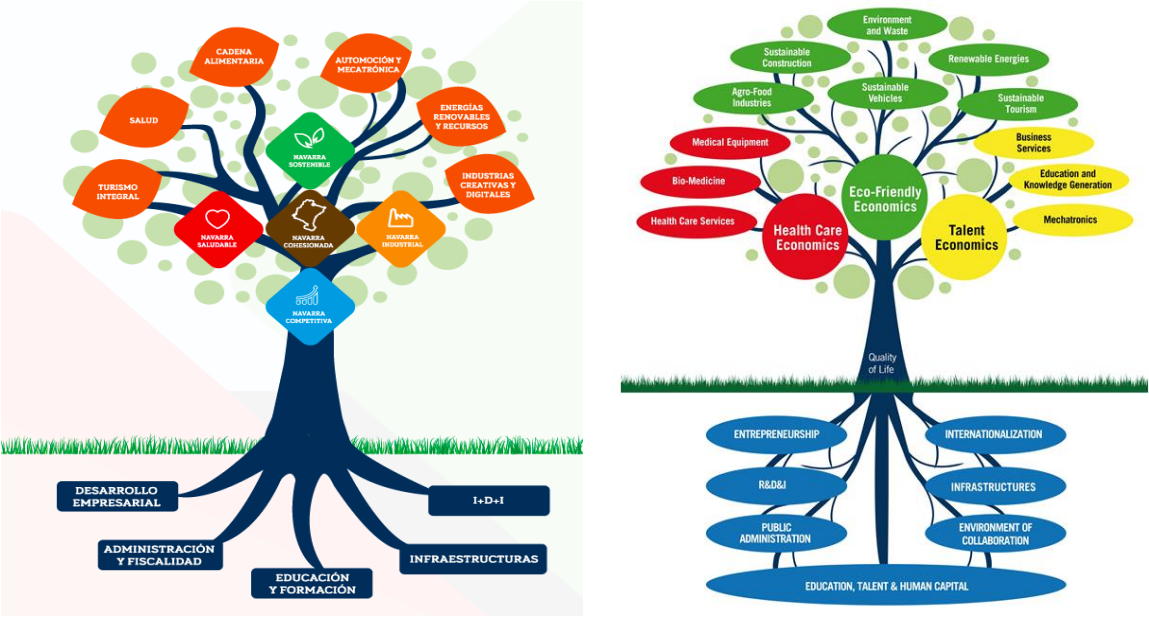 CADENA
ALIMENTARIA
AUTOMOCIÓN Y
MECATRÓNICA
SALUD
ENERGÍAS
RENOVABLES
Y RECURSOS
TURISMO
INTEGRAL
INDUSTRIAS
CREATIVAS Y
DIGITALES
NAVARRA
SOSTENIBLE
NAVARRA
SALUDABLE
NAVARRA
COHESIONADA
NAVARRA
INDUSTRIAL
NAVARRA
COMPETITIVA
DESARROLLO
EMPRESARIAL
I+D+I
ADMINISTRACIÓN
Y FISCALIDAD
INFRAESTRUCTURAS
EDUCACIÓN
Y FORMACIÓN
Environment
and Waste
Sustainable
Construction
Renewable Energies
Agro-Food
Industries
Sustainable
Vehicles
Sustainable
Tourism
Medical Equipment
Business
Services
Bio-Medicine
Education and
Knowledge Generation
Health Care Services
Mechatronics
Eco-Friendly
Economics
Health Care
Economics
Talent
Economics
Quality
of Life
ENTREPRENEURSHIP
INTERNATIONALIZATION
R&D&I
INFRASTRUCTURES
PUBLIC
ADMINISTRATION
ENVIRONMENT OF
COLLABORATION
EDUCATION, TALENT & HUMAN CAPITAL